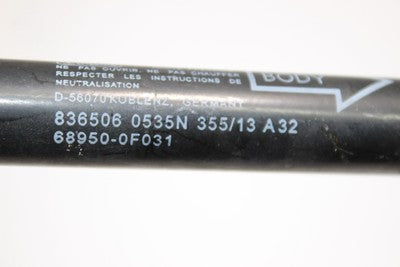 NE PAS OUVRIR. NE PAS CHAUFFER
RESPECTER LES INSTRUCTIONS DE
NEUTRALISATION
BODY
D-56070 KOBLENZ, GERMANY
836506 0535N 355/13 A32
68950-0F031